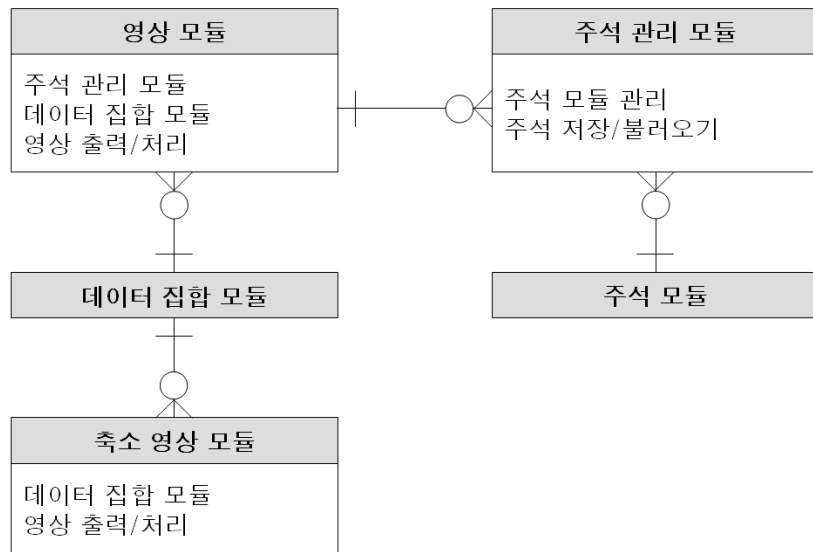 영상 모듈
주석 관리 모듈
데이터 집합 모듈
영상 출력/처리
주석 관리 모듈
주석 모듈 관리
주석 저장/불러오기
데이터 집합 모듈
주석 모듈
축소 영상 모듈
데이터 집합 모듈
영상 출력/처리